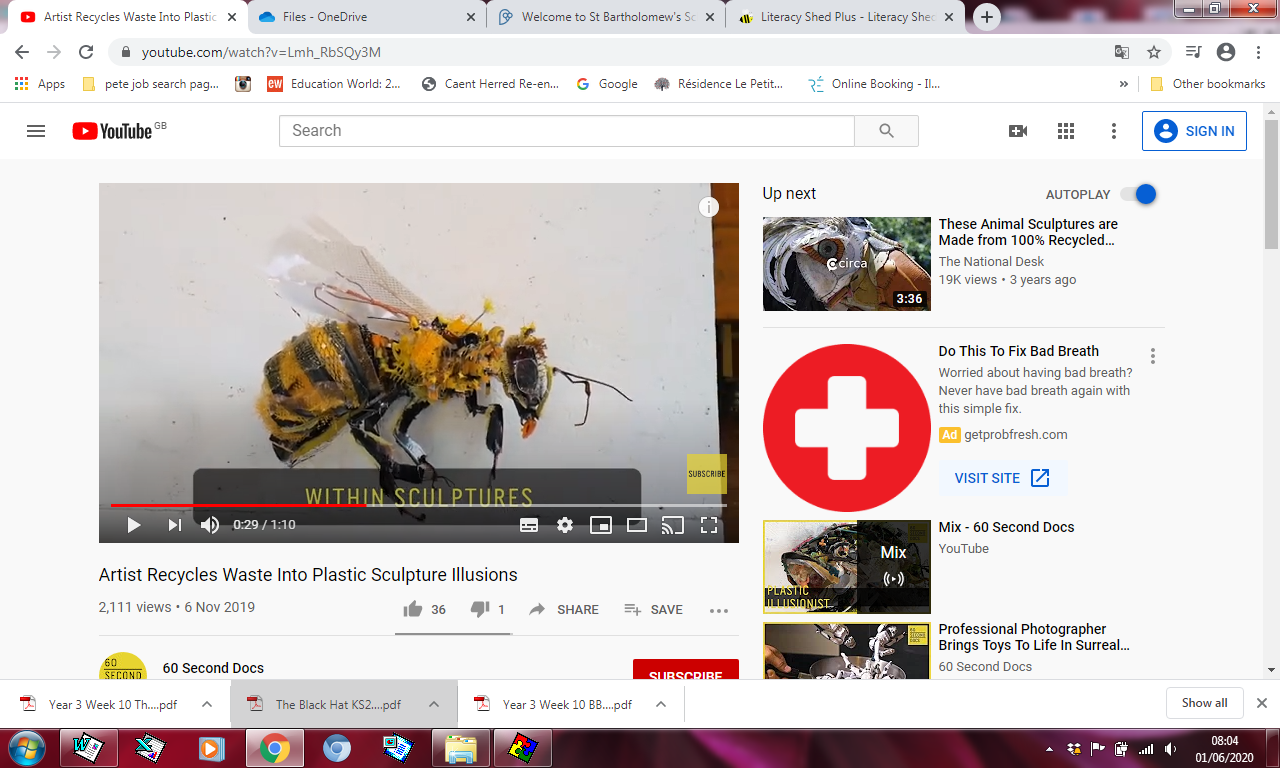 Artist Recycles Waste Into Plastic
Files - OneDrive
Welcome to St Bartholomew's Sc
Literacy Shed Plus - Literacy Shed
youtube.com/watch?v=Lmh_RbSQy3M
Apps
pete job search pag...
ew
Education World: 2...
Caent Herred Re-en...
Google
Résidence Le Petit...
Online Booking - Il...
»
Other bookmarks
YouTube GB
Search
SIGN IN
WITHIN SCULPTURES
SUBSCRIBE
0:29 / 1:10
Artist Recycles Waste Into Plastic Sculpture Illusions
2,111 views • 6 Nov 2019
36
1
SHARE
SAVE
60 SECOND
60 Second Docs
SUBSCRIBE
Up next
AUTOPLAY
circa
3:36
These Animal Sculptures are
Made from 100% Recycled...
The National Desk
19K views • 3 years ago
Do This To Fix Bad Breath
Worried about having bad breath?
Never have bad breath again with
this simple fix.
Ad getprobfresh.com
VISIT SITE
PLASTIC
ILLUSIONIST
Mix
Mix - 60 Second Docs
YouTube
Professional Photographer
Brings Toys To Life In Surreal...
60 Second Docs
Year 3 Week 10 Th....pdf
The Black Hat KS2....pdf
Year 3 Week 10 BB....pdf
Show all
08:04
01/06/2020